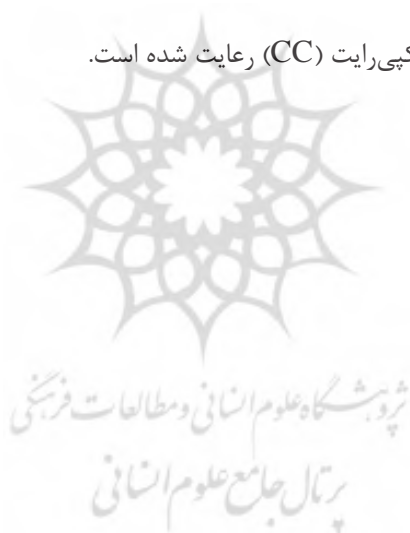 کپی‌رایت (CC) رعایت شده است.
پژوهشگاه علوم انسانی و مطالعات فرهنگی
پرتال جامع علوم انسانی